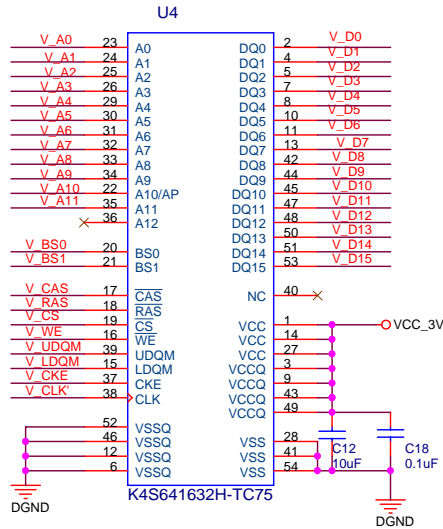 U4
V_A0 23 A0 DQ0 2 V_D0
V_A1 24 A1 DQ1 4 V_D1
V_A2 25 A2 DQ2 5 V_D2
V_A3 26 A3 DQ3 7 V_D3
V_A4 29 A4 DQ4 8 V_D4
V_A5 30 A5 DQ5 10 V_D5
V_A6 31 A6 DQ6 11 V_D6
V_A7 32 A7 DQ7 13 V_D7
V_A8 33 A8 DQ8 42 V_D8
V_A9 34 A9 DQ9 44 V_D9
V_A10 22 A10/AP DQ10 45 V_D10
V_A11 35 A11 DQ11 47 V_D11
36 A12 DQ12 48 V_D12
DQ13 50 V_D13
V_BS0 20 BS0 DQ14 51 V_D14
V_BS1 21 BS1 DQ15 53 V_D15
V_CAS 17 CAS NC 40
V_RAS 18 RAS
V_CS 19 CS VCC 1 VCC_3V
V_WE 16 WE VCC 14
V_UDQM 39 UDQM VCC 27
V_LDQM 15 LDQM VCCQ 3
V_CKE 37 CKE VCCQ 9
V_CLK' 38 CLK VCCQ 43
VCCQ 49
52 VSSQ
46 VSSQ VSS 28
12 VSSQ VSS 41 C12 C18
6 VSSQ VSS 54 10uF 0.1uF
K4S641632H-TC75
DGND DGND